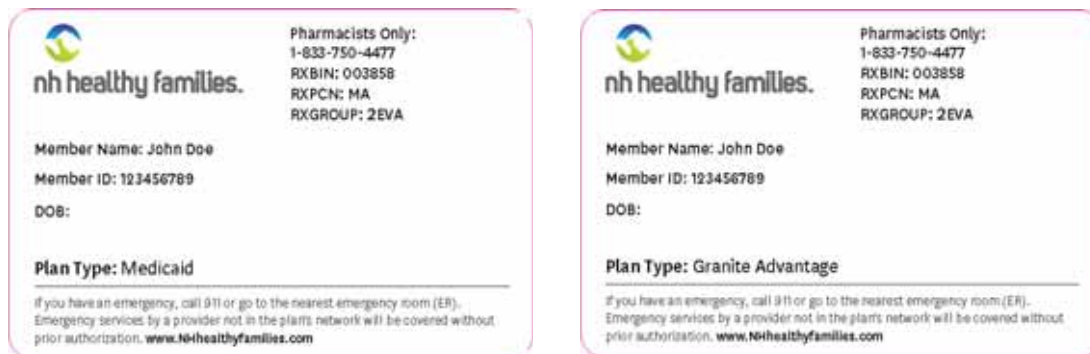 nh healthy families.
Pharmacists Only:
1-833-750-4477
RXBIN: 003858
RXPCN: MA
RXGROUP: 2EVA
Member Name: John Doe
Member ID: 123456789
DOB:
Plan Type: Medicaid
If you have an emergency, call 911 or go to the nearest emergency room (ER).
Emergency services by a provider not in the plan's network will be covered without
prior authorization. www.NHhealthyfamilies.com
nh healthy families.
Pharmacists Only:
1-833-750-4477
RXBIN: 003858
RXPCN: MA
RXGROUP: 2EVA
Member Name: John Doe
Member ID: 123456789
DOB:
Plan Type: Granite Advantage
If you have an emergency, call 911 or go to the nearest emergency room (ER).
Emergency services by a provider not in the plan's network will be covered without
prior authorization. www.NHhealthyfamilies.com